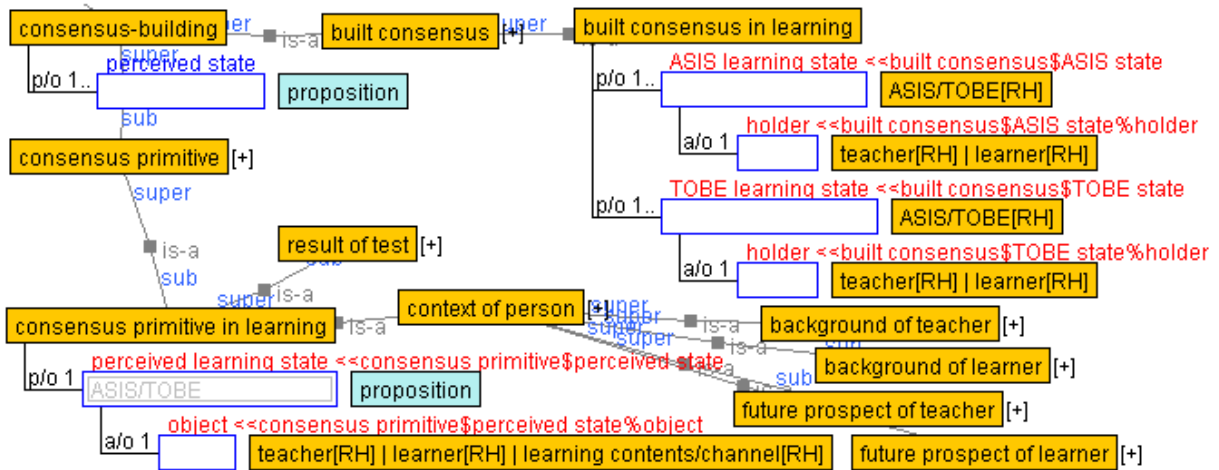 consensus-building
super
is-a
built consensus
[+]
super
built consensus in learning
super
perceived state
p/o 1..
proposition
sub
consensus primitive
[+]
super
is-a
sub
ASIS learning state <<built consensus$ASIS state
p/o 1..
ASIS/TOBE[RH]
holder <<built consensus$ASIS state%holder
a/o 1
teacher[RH] | learner[RH]
TOBE learning state <<built consensus$TOBE state
p/o 1..
ASIS/TOBE[RH]
holder <<built consensus$TOBE state%holder
a/o 1
teacher[RH] | learner[RH]
result of test
[+]
sub
is-a
super
consensus primitive in learning
is-a
context of person
[+]
super
super
super
is-a
background of teacher
[+]
is-a
sub
background of learner
[+]
is-a
sub
future prospect of teacher
[+]
future prospect of learner
[+]
perceived learning state <<consensus primitive$perceived state
p/o 1
ASIS/TOBE
proposition
object <<consensus primitive$perceived state%object
a/o 1
teacher[RH] | learner[RH] | learning contents/channel[RH]